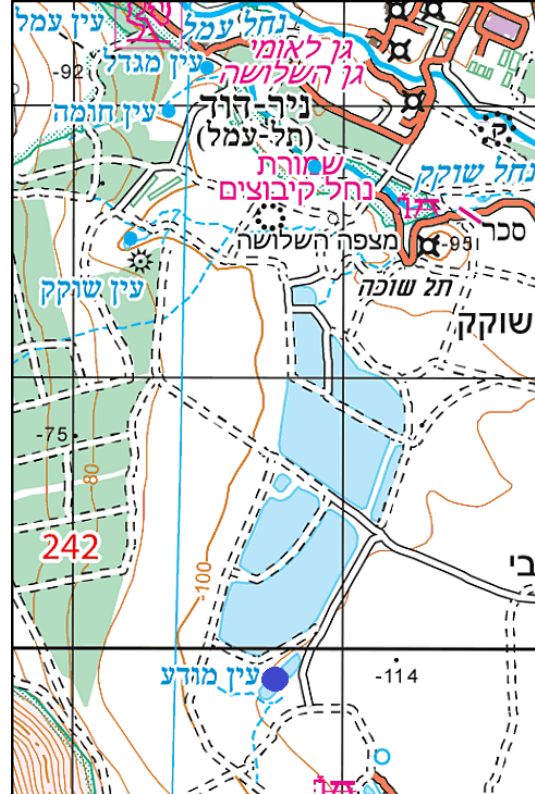 עין עמל
נחל עמל
גן לאומי
גן השלושה
עין מגדל
-92
ניר-דוד
(תל-עמל)
עין חומה
ק
שמורת
נחל קיבוצים
נחל שוקק
סכר
-95
מצפה השלושה
תל שוכה
עין שוקק
שוקק
-75
-80
242
-100
בי
עין מודע
-114